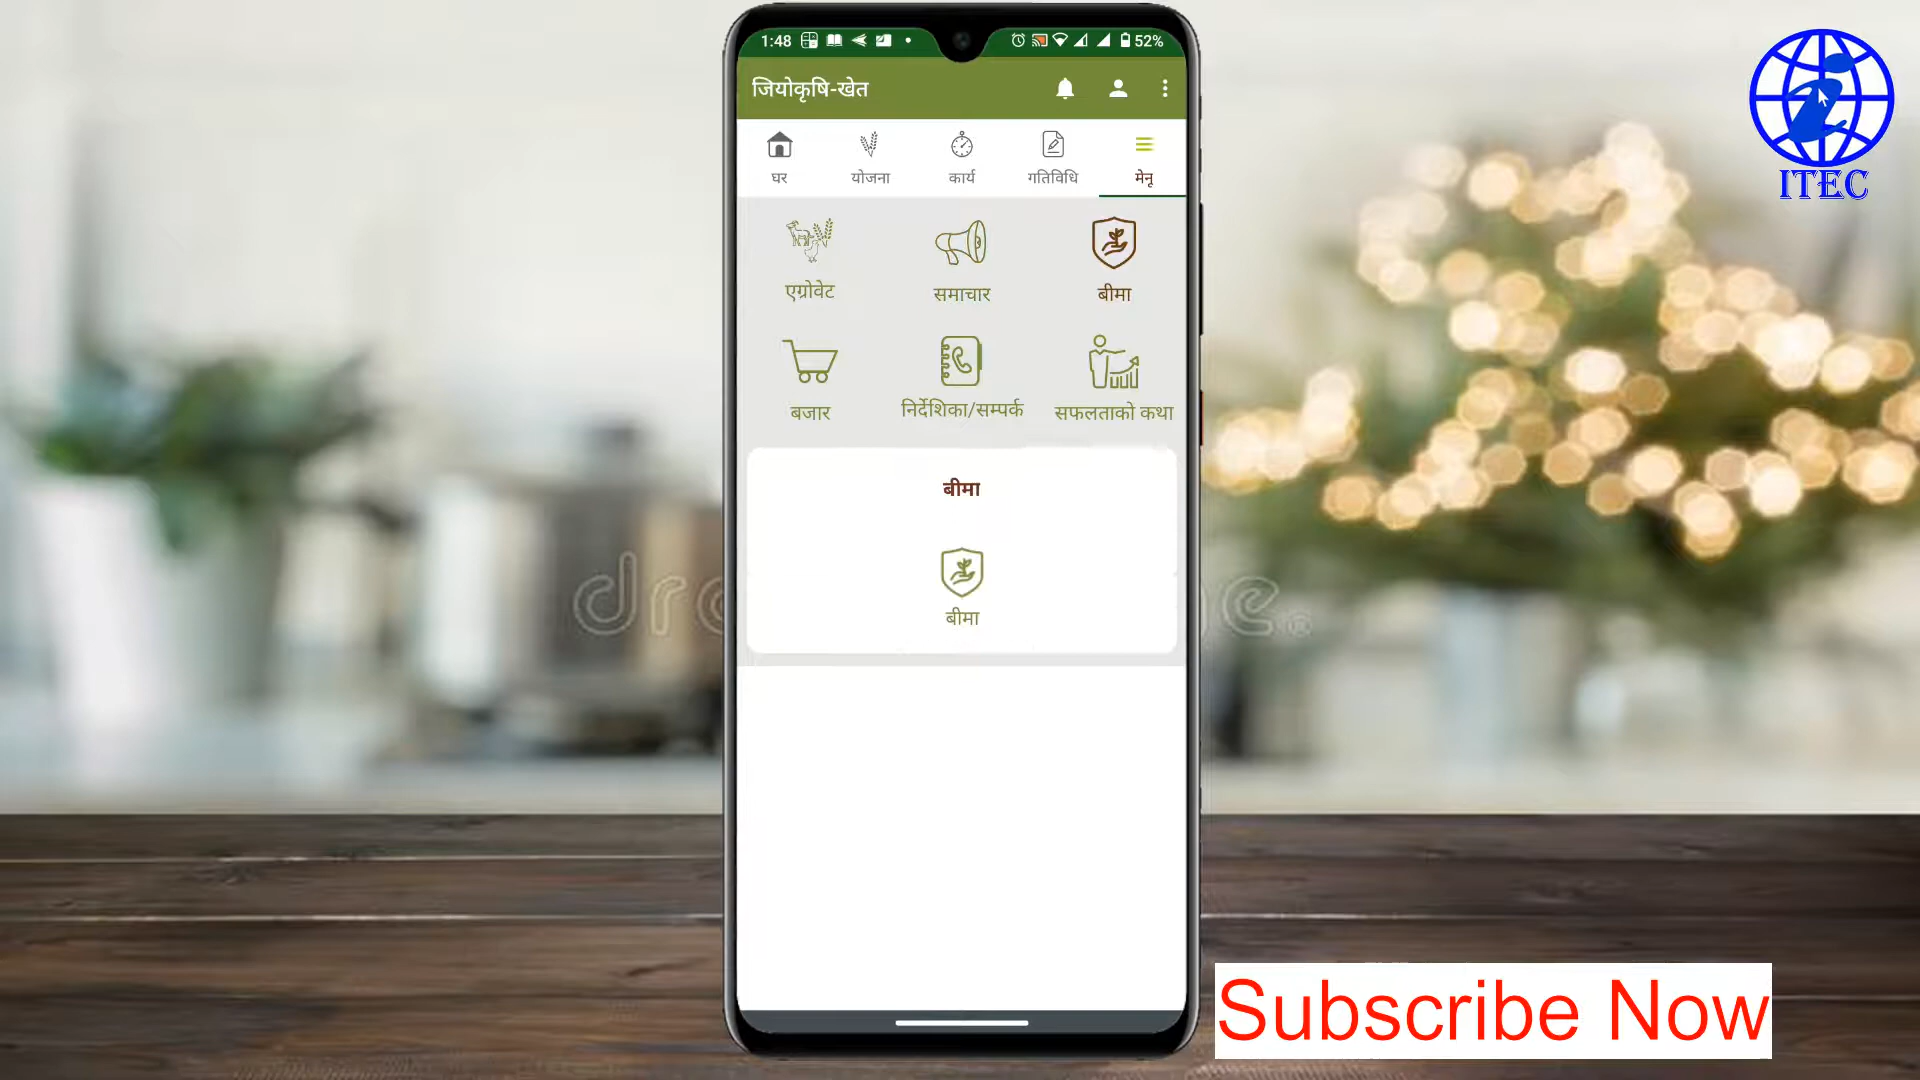 1:48
52%
जियोकृषि-खेत
घर
योजना
कार्य
गतिविधि
मेनू
एग्रोवेट
समाचार
बीमा
बजार
निर्देशिका/सम्पर्क
सफलताको कथा
बीमा
बीमा
ITEC
Subscribe Now